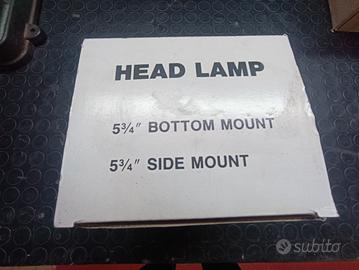 HEAD LAMP
5¾" BOTTOM MOUNT
5¾" SIDE MOUNT
subito